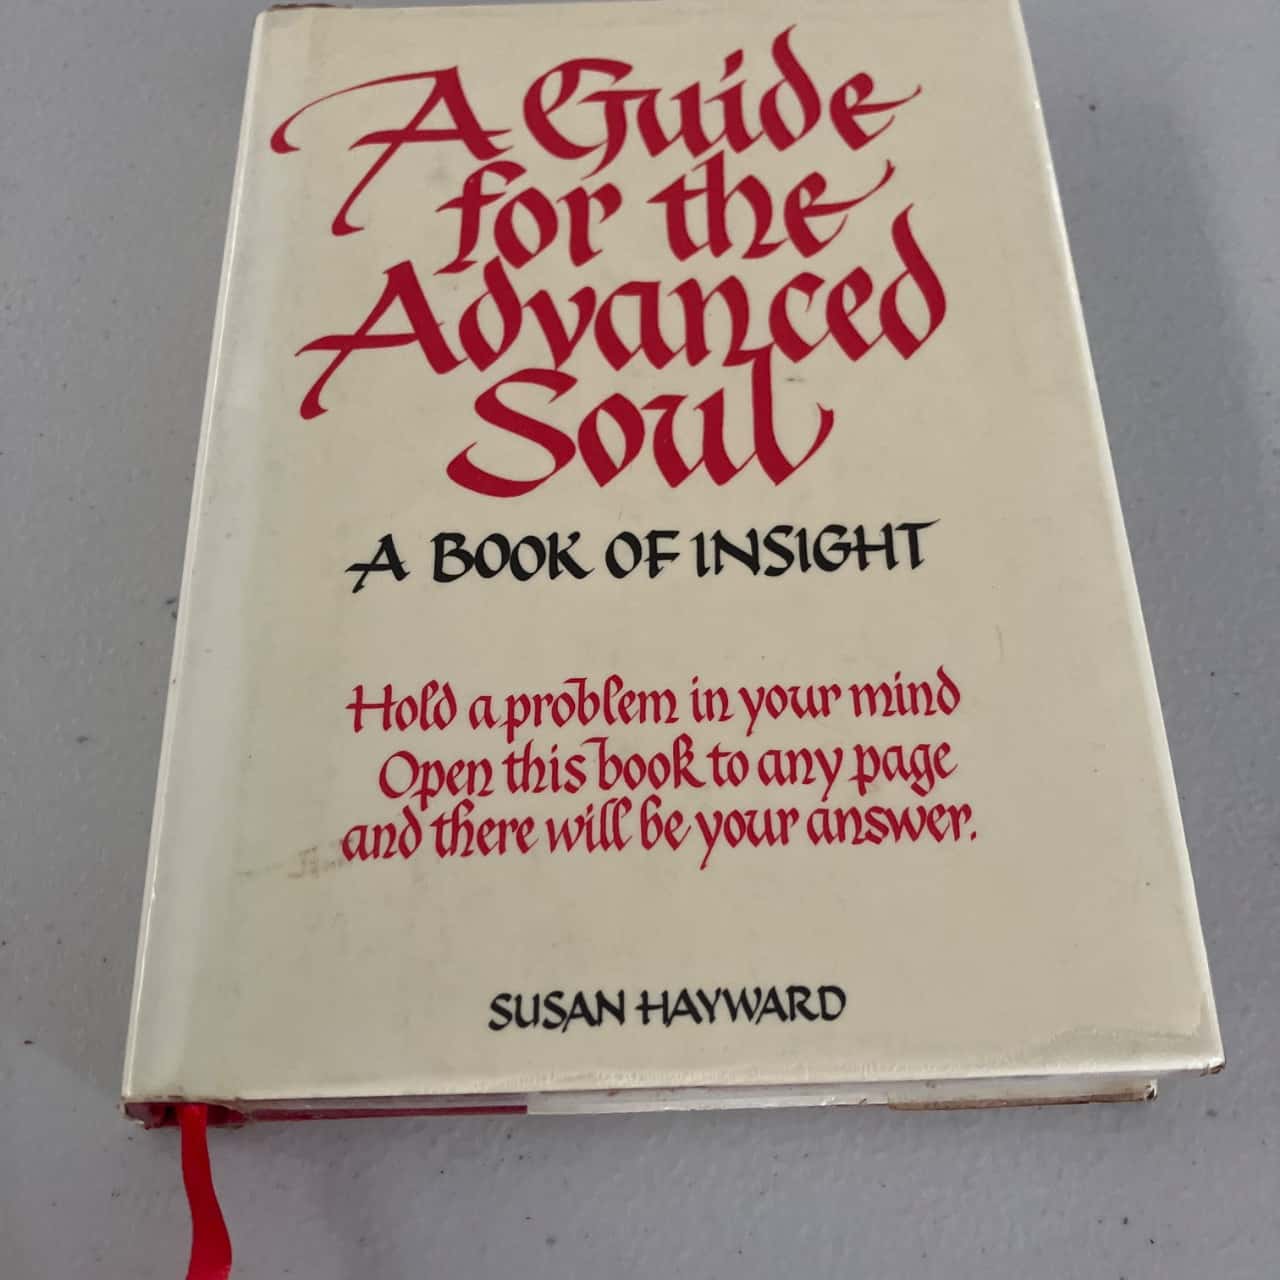 A Guide
for the
Advanced
Soul
A BOOK OF INSIGHT
Hold a problem in your mind
Open this book to any page
and there will be your answer.
SUSAN HAYWARD